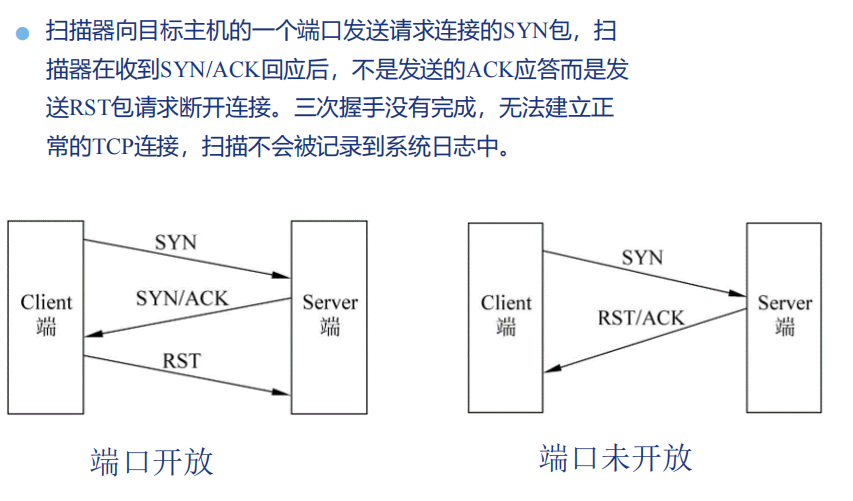 扫描器向目标主机的一个端口发送请求连接的SYN包，扫
描器在收到SYN/ACK回应后，不是发送的ACK应答而是发
送RST包请求断开连接。三次握手没有完成，无法建立正
常的TCP连接，扫描不会被记录到系统日志中。
SYN
SYN/ACK
Client
端
Server
端
RST
端口开放
SYN
Client
端
RST/ACK
Server
端
端口未开放